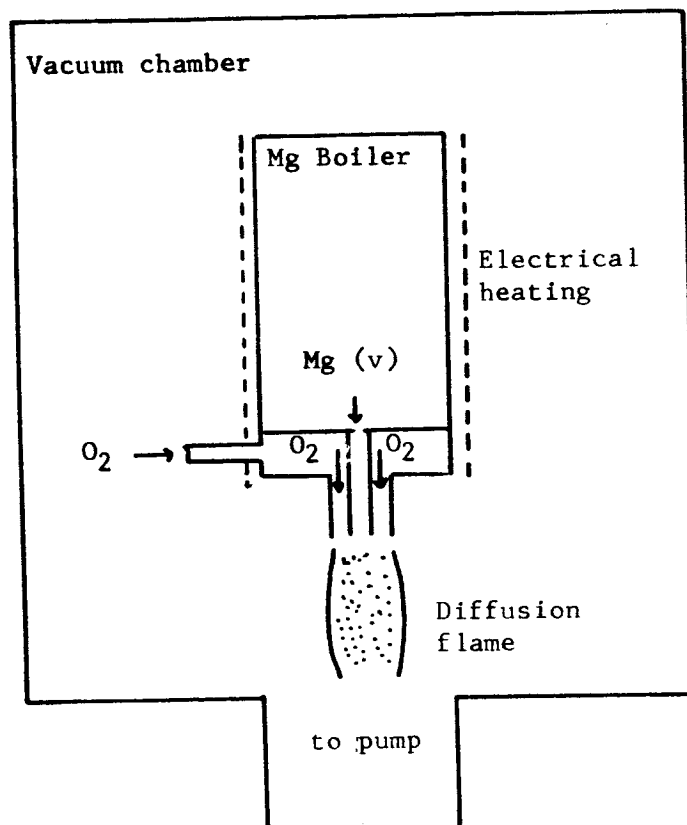 Vacuum chamber
Mg Boiler
Electrical
heating
Mg (v)
O₂
O₂
O₂
Diffusion
flame
to pump